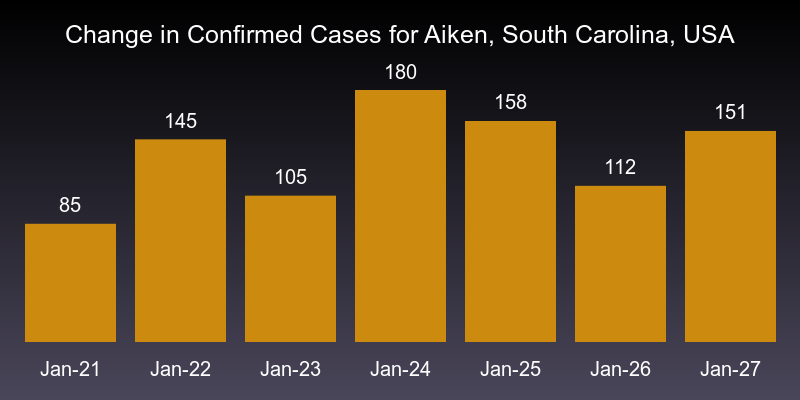 Change in Confirmed Cases for Aiken, South Carolina, USA
85
145
105
180
158
112
151
Jan-21
Jan-22
Jan-23
Jan-24
Jan-25
Jan-26
Jan-27